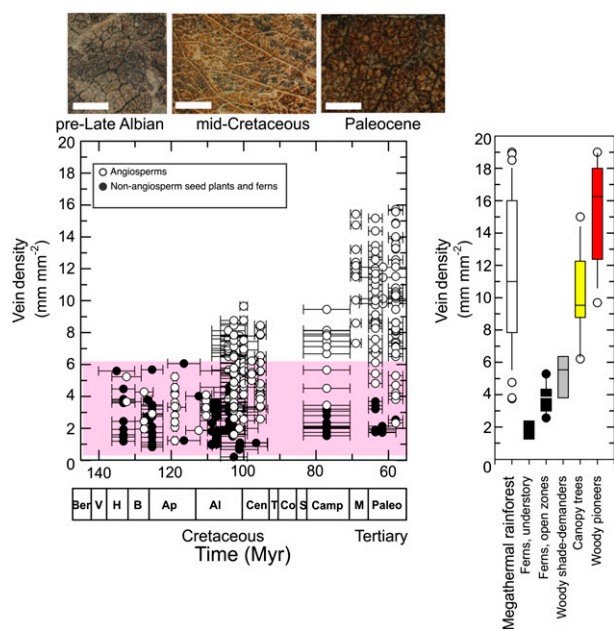 pre-Late Albian mid-Cretaceous Paleocene
20
18
16
14
12
10
8
6
4
2
0
Vein density
(mm mm-2)
Angiosperms
Non-angiosperm seed plants and ferns
140 120 100 80 60
Ber V H B Ap Al Cen T Co S Camp M Paleo
Cretaceous Tertiary
Time (Myr)
20
18
16
14
12
10
8
6
4
2
0
Vein density
(mm mm-2)
Megathermal rainforest
Ferns, understory
Ferns, open zones
Woody shade-demanders
Canopy trees
Woody pioneers